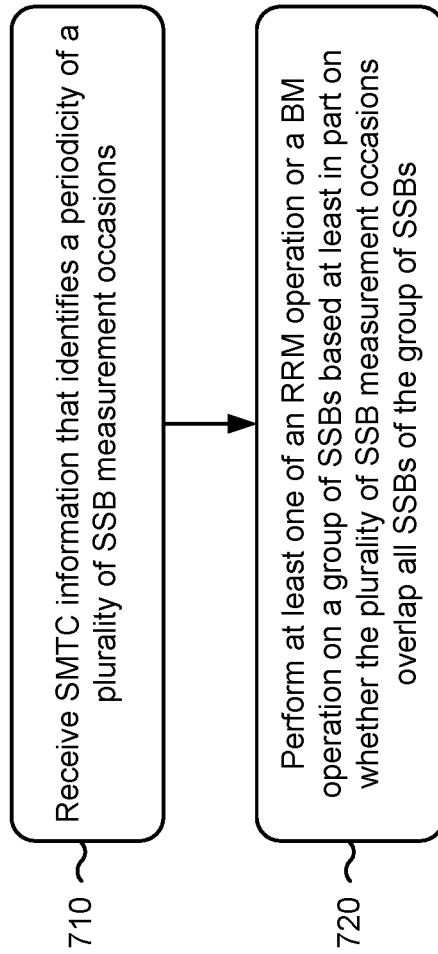 710
Receive SMTC information that identifies a periodicity of a
plurality of SSB measurement occasions
720
Perform at least one of an RRM operation or a BM
operation on a group of SSBs based at least in part on
whether the plurality of SSB measurement occasions
overlap all SSBs of the group of SSBs